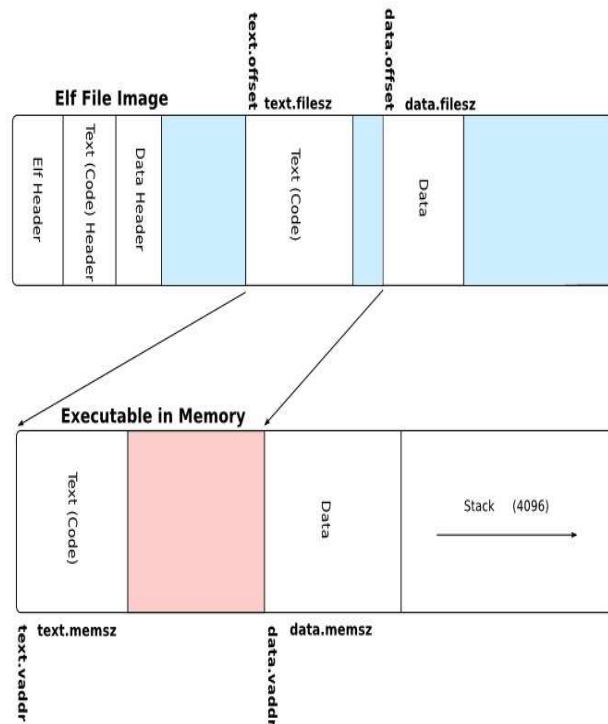 text.offset
data.offset
Elf File Image
text.filesz
data.filesz
Elf Header
Text (Code) Header
Data Header
Text (Code)
Data
Executable in Memory
Text (Code)
Data
Stack (4096)
text.vaddr
text.memsz
data.vaddr
data.memsz